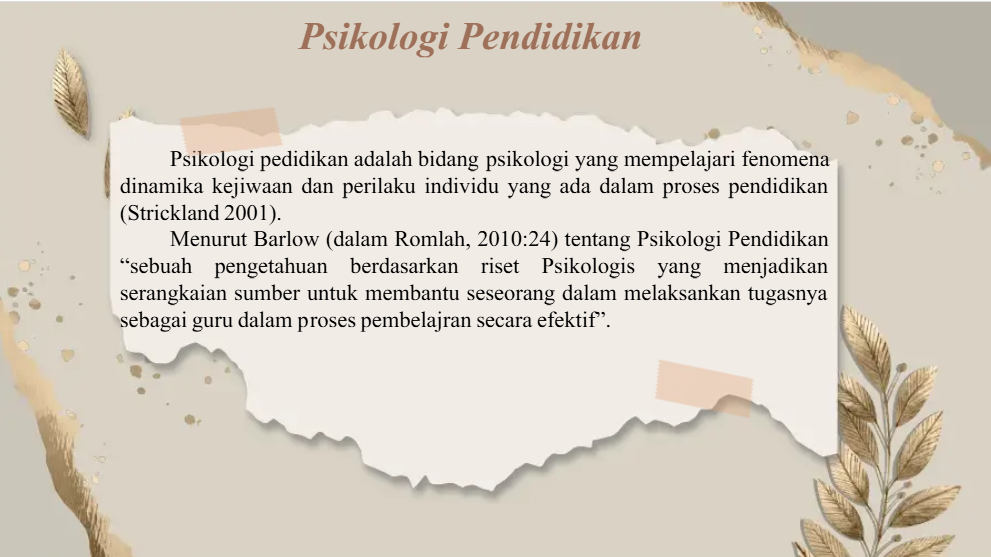 Psikologi Pendidikan
Psikologi pedidikan adalah bidang psikologi yang mempelajari fenomena
dinamika kejiwaan dan perilaku individu yang ada dalam proses pendidikan
(Strickland 2001).
Menurut Barlow (dalam Romlah, 2010:24) tentang Psikologi Pendidikan
“sebuah pengetahuan berdasarkan riset Psikologis yang menjadikan
serangkaian sumber untuk membantu seseorang dalam melaksankan tugasnya
sebagai guru dalam proses pembelajran secara efektif”.